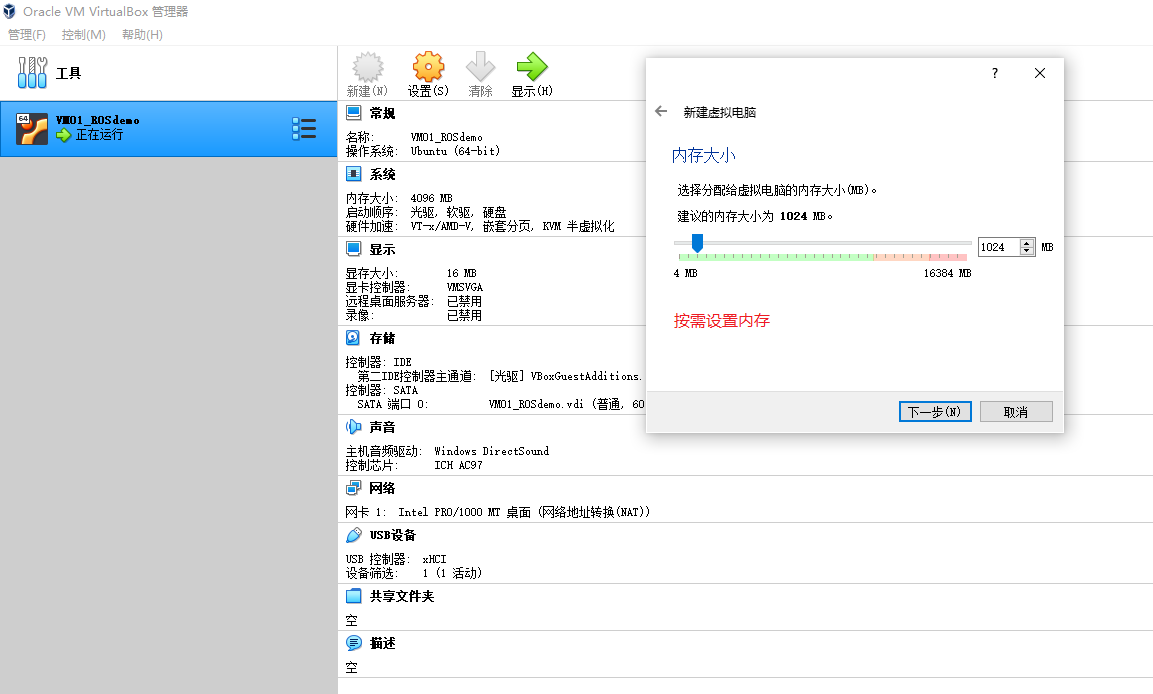 Oracle VM VirtualBox 管理器
管理(F) 控制(M) 帮助(H)
工具
新建(N) 设置(S) 清除 显示(H)
64
VM01_ROSdemo
正在运行
常规
名称: VM01_ROSdemo
操作系统: Ubuntu (64-bit)
系统
内存大小: 4096 MB
启动顺序: 光驱, 软驱, 硬盘
硬件加速: VT-x/AMD-V, 嵌套分页, KVM 半虚拟化
显示
显存大小: 16 MB
显卡控制器: VMSVGA
远程桌面服务器: 已禁用
录像: 已禁用
存储
控制器: IDE
第二IDE控制器主通道: [光驱] VBoxGuestAdditions.
控制器: SATA
SATA 端口 0: VM01_ROSdemo.vdi (普通, 60
声音
主机音频驱动: Windows DirectSound
控制芯片: ICH AC97
网络
网卡 1: Intel PRO/1000 MT 桌面 (网络地址转换(NAT))
USB设备
USB 控制器: xHCI
设备筛选: 1 (1 活动)
共享文件夹
空
描述
空
?
新建虚拟电脑
内存大小
选择分配给虚拟电脑的内存大小(MB)。
建议的内存大小为 1024 MB。
1024 MB
4 MB 16384 MB
按需设置内存
下一步(N) 取消